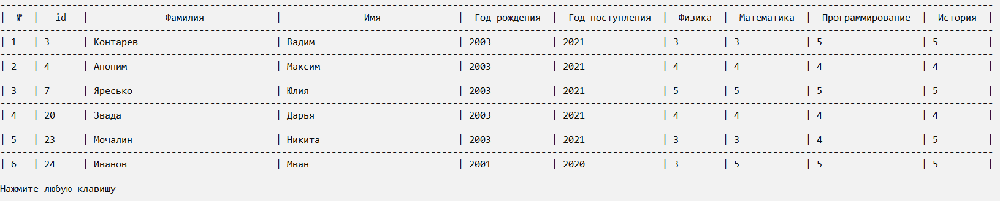 | № | id | Фамилия | Имя | Год рождения | Год поступления | Физика | Математика | Программирование | История |
| 1 | 3 | Контарев | Вадим | 2003 | 2021 | 3 | 3 | 5 | 5 |
| 2 | 4 | Аноним | Максим | 2003 | 2021 | 4 | 4 | 4 | 4 |
| 3 | 7 | Яресько | Юлия | 2003 | 2021 | 5 | 5 | 5 | 5 |
| 4 | 20 | Звада | Дарья | 2003 | 2021 | 4 | 4 | 4 | 4 |
| 5 | 23 | Мочалин | Никита | 2003 | 2021 | 3 | 3 | 4 | 5 |
| 6 | 24 | Иванов | Мван | 2001 | 2020 | 3 | 5 | 5 | 5 |
Нажмите любую клавишу